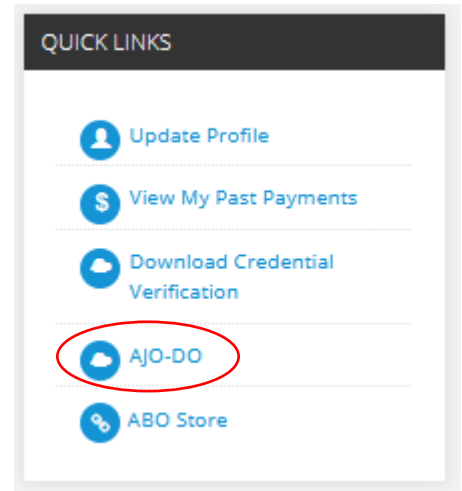 QUICK LINKS
Update Profile
$
View My Past Payments
Download Credential
Verification
AJO-DO
ABO Store